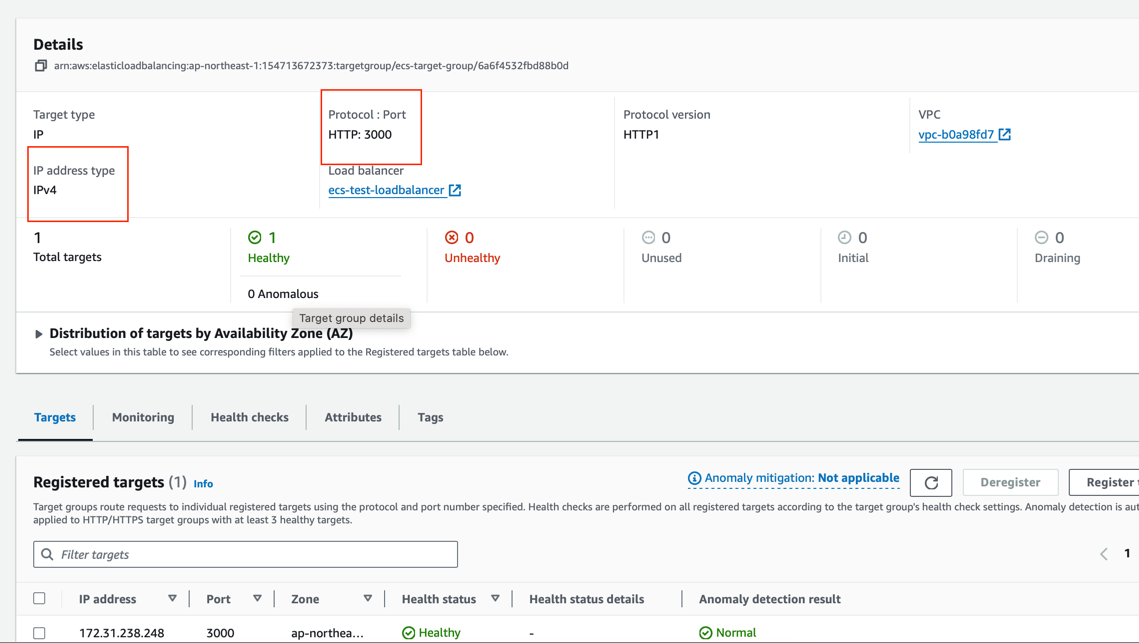 Details
arn:aws:elasticloadbalancing:ap-northeast-1:154713672373:targetgroup/ecs-target-group/6a6f4532fbd88b0d
Target type
IP
Protocol : Port
HTTP: 3000
Protocol version
HTTP1
VPC
vpc-b0a98fd7
IP address type
IPv4
Load balancer
ecs-test-loadbalancer
1
Total targets
1
Healthy
0 Anomalous
0
Unhealthy
0
Unused
0
Initial
0
Draining
Target group details
Distribution of targets by Availability Zone (AZ)
Select values in this table to see corresponding filters applied to the Registered targets table below.
Targets Monitoring Health checks Attributes Tags
Registered targets (1) Info
Anomaly mitigation: Not applicable
Deregister
Register
Target groups route requests to individual registered targets using the protocol and port number specified. Health checks are performed on all registered targets according to the target group's health check settings. Anomaly detection is aut
applied to HTTP/HTTPS target groups with at least 3 healthy targets.
Filter targets
1
IP address Port Zone Health status Health status details Anomaly detection result
172.31.238.248 3000 ap-northea... Healthy - Normal